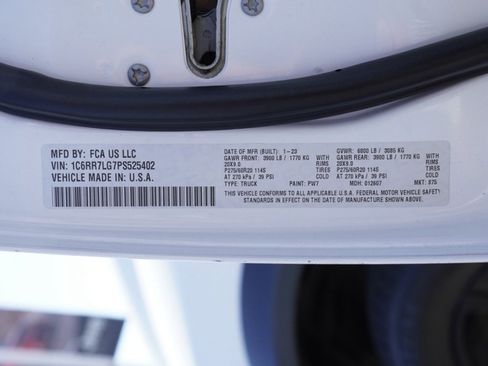 MFD BY: FCA US LLC
VIN: 1C6RR7LG7PS525402
VEHICLE MADE IN: U.S.A.
DATE OF MFR (BUILT): 1-23 GVWR: 6800 LB / 3085 KG
GAWR FRONT: 3900 LB / 1770 KG WITH GAWR REAR: 3900 LB / 1770 KG WITH
20X9.0 RIMS 20X9.0 RIMS
P275/60R20 114S TIRES P275/60R20 114S TIRES
AT 270 kPa / 39 PSI COLD AT 270 kPa / 39 PSI COLD
TYPE: TRUCK PAINT: PW7 MDH: 012607 MKT: 875
THIS VEHICLE CONFORMS TO ALL APPLICABLE U.S.A. FEDERAL MOTOR VEHICLE SAFETY
STANDARDS IN EFFECT ON THE DATE OF MANUFACTURE SHOWN ABOVE.